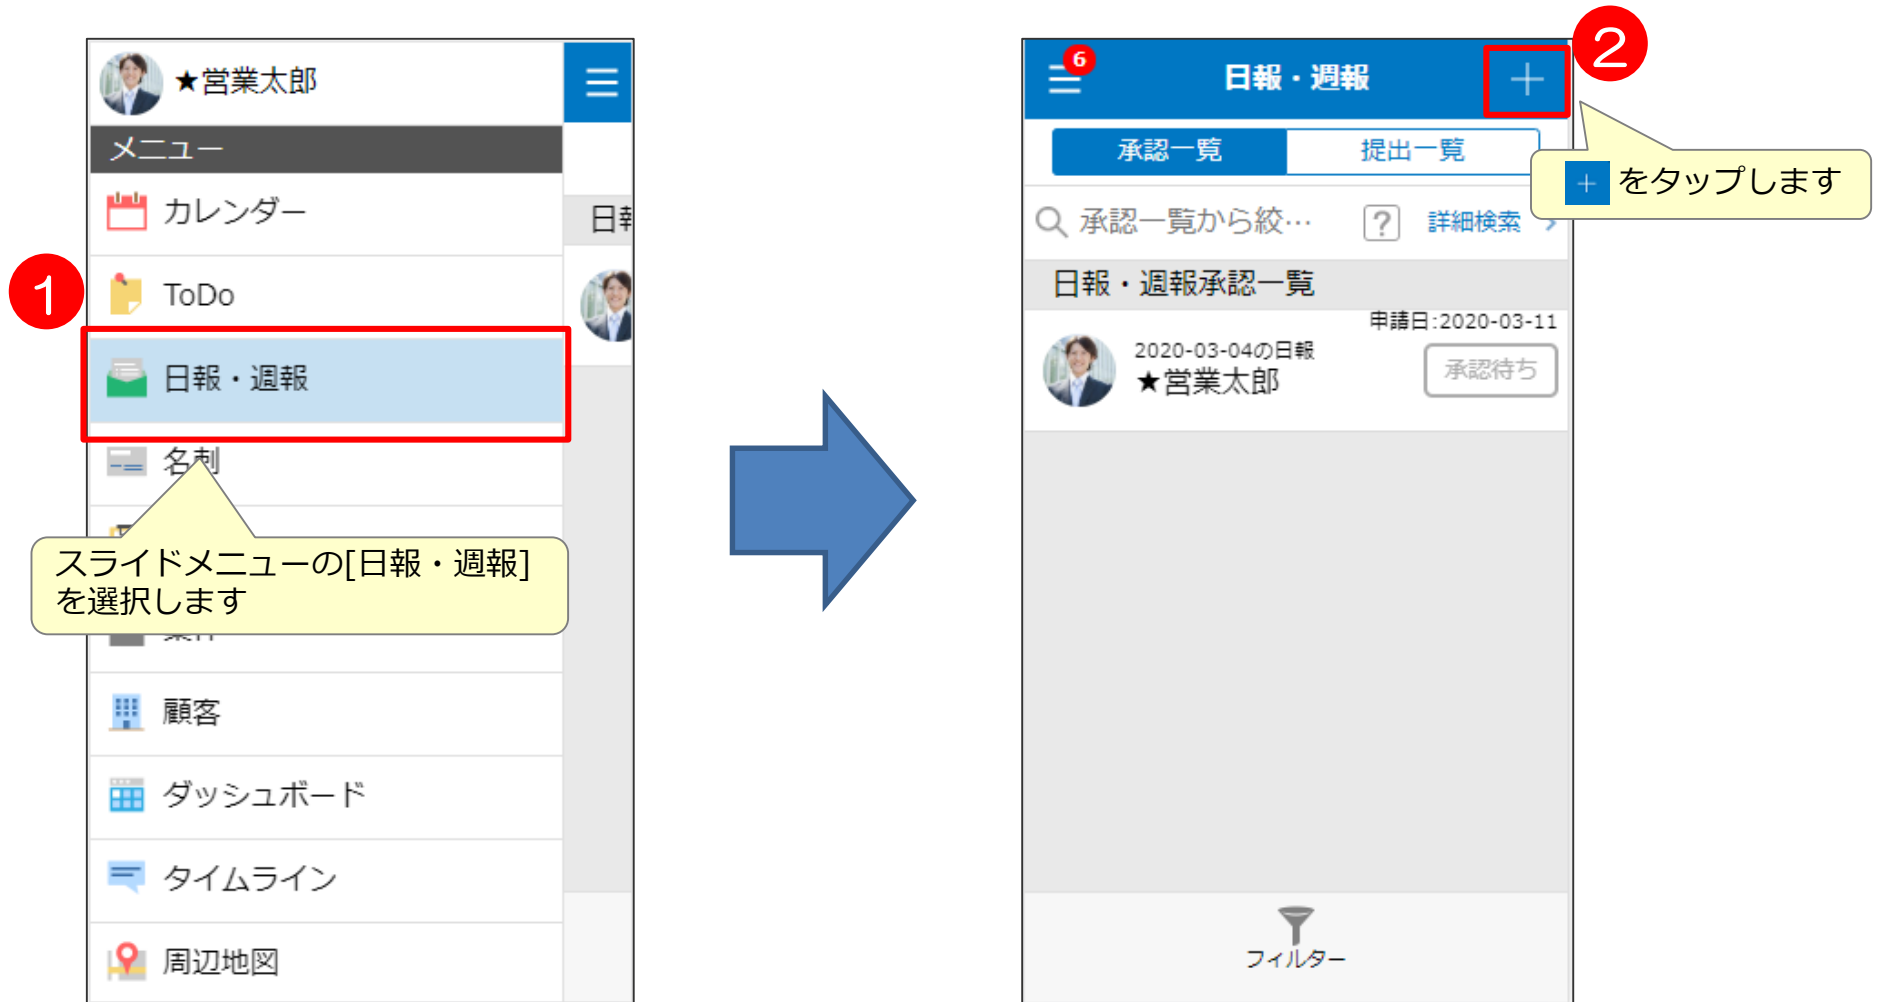 ★営業太郎
メニュー
カレンダー
ToDo
日報・週報
名刺
顧客
ダッシュボード
タイムライン
周辺地図
日
1
スライドメニューの[日報・週報]
を選択します
6
日報・週報
2
承認一覧
提出一覧
+ をタップします
承認一覧から絞…
?
詳細検索
日報・週報承認一覧
申請日:2020-03-11
2020-03-04の日報
★営業太郎
承認待ち
フィルター